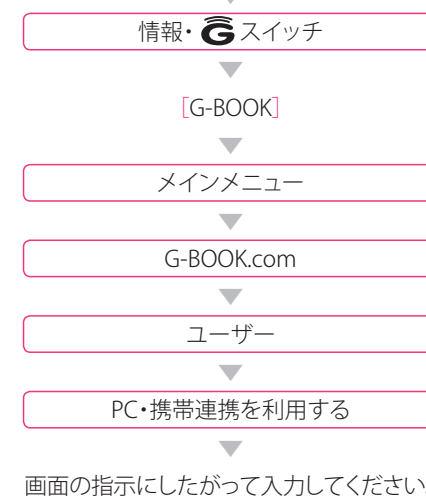 情報・G スイッチ
[G-BOOK]
メインメニュー
G-BOOK.com
ユーザー
PC・携帯連携を利用する
画面の指示にしたがって入力してください